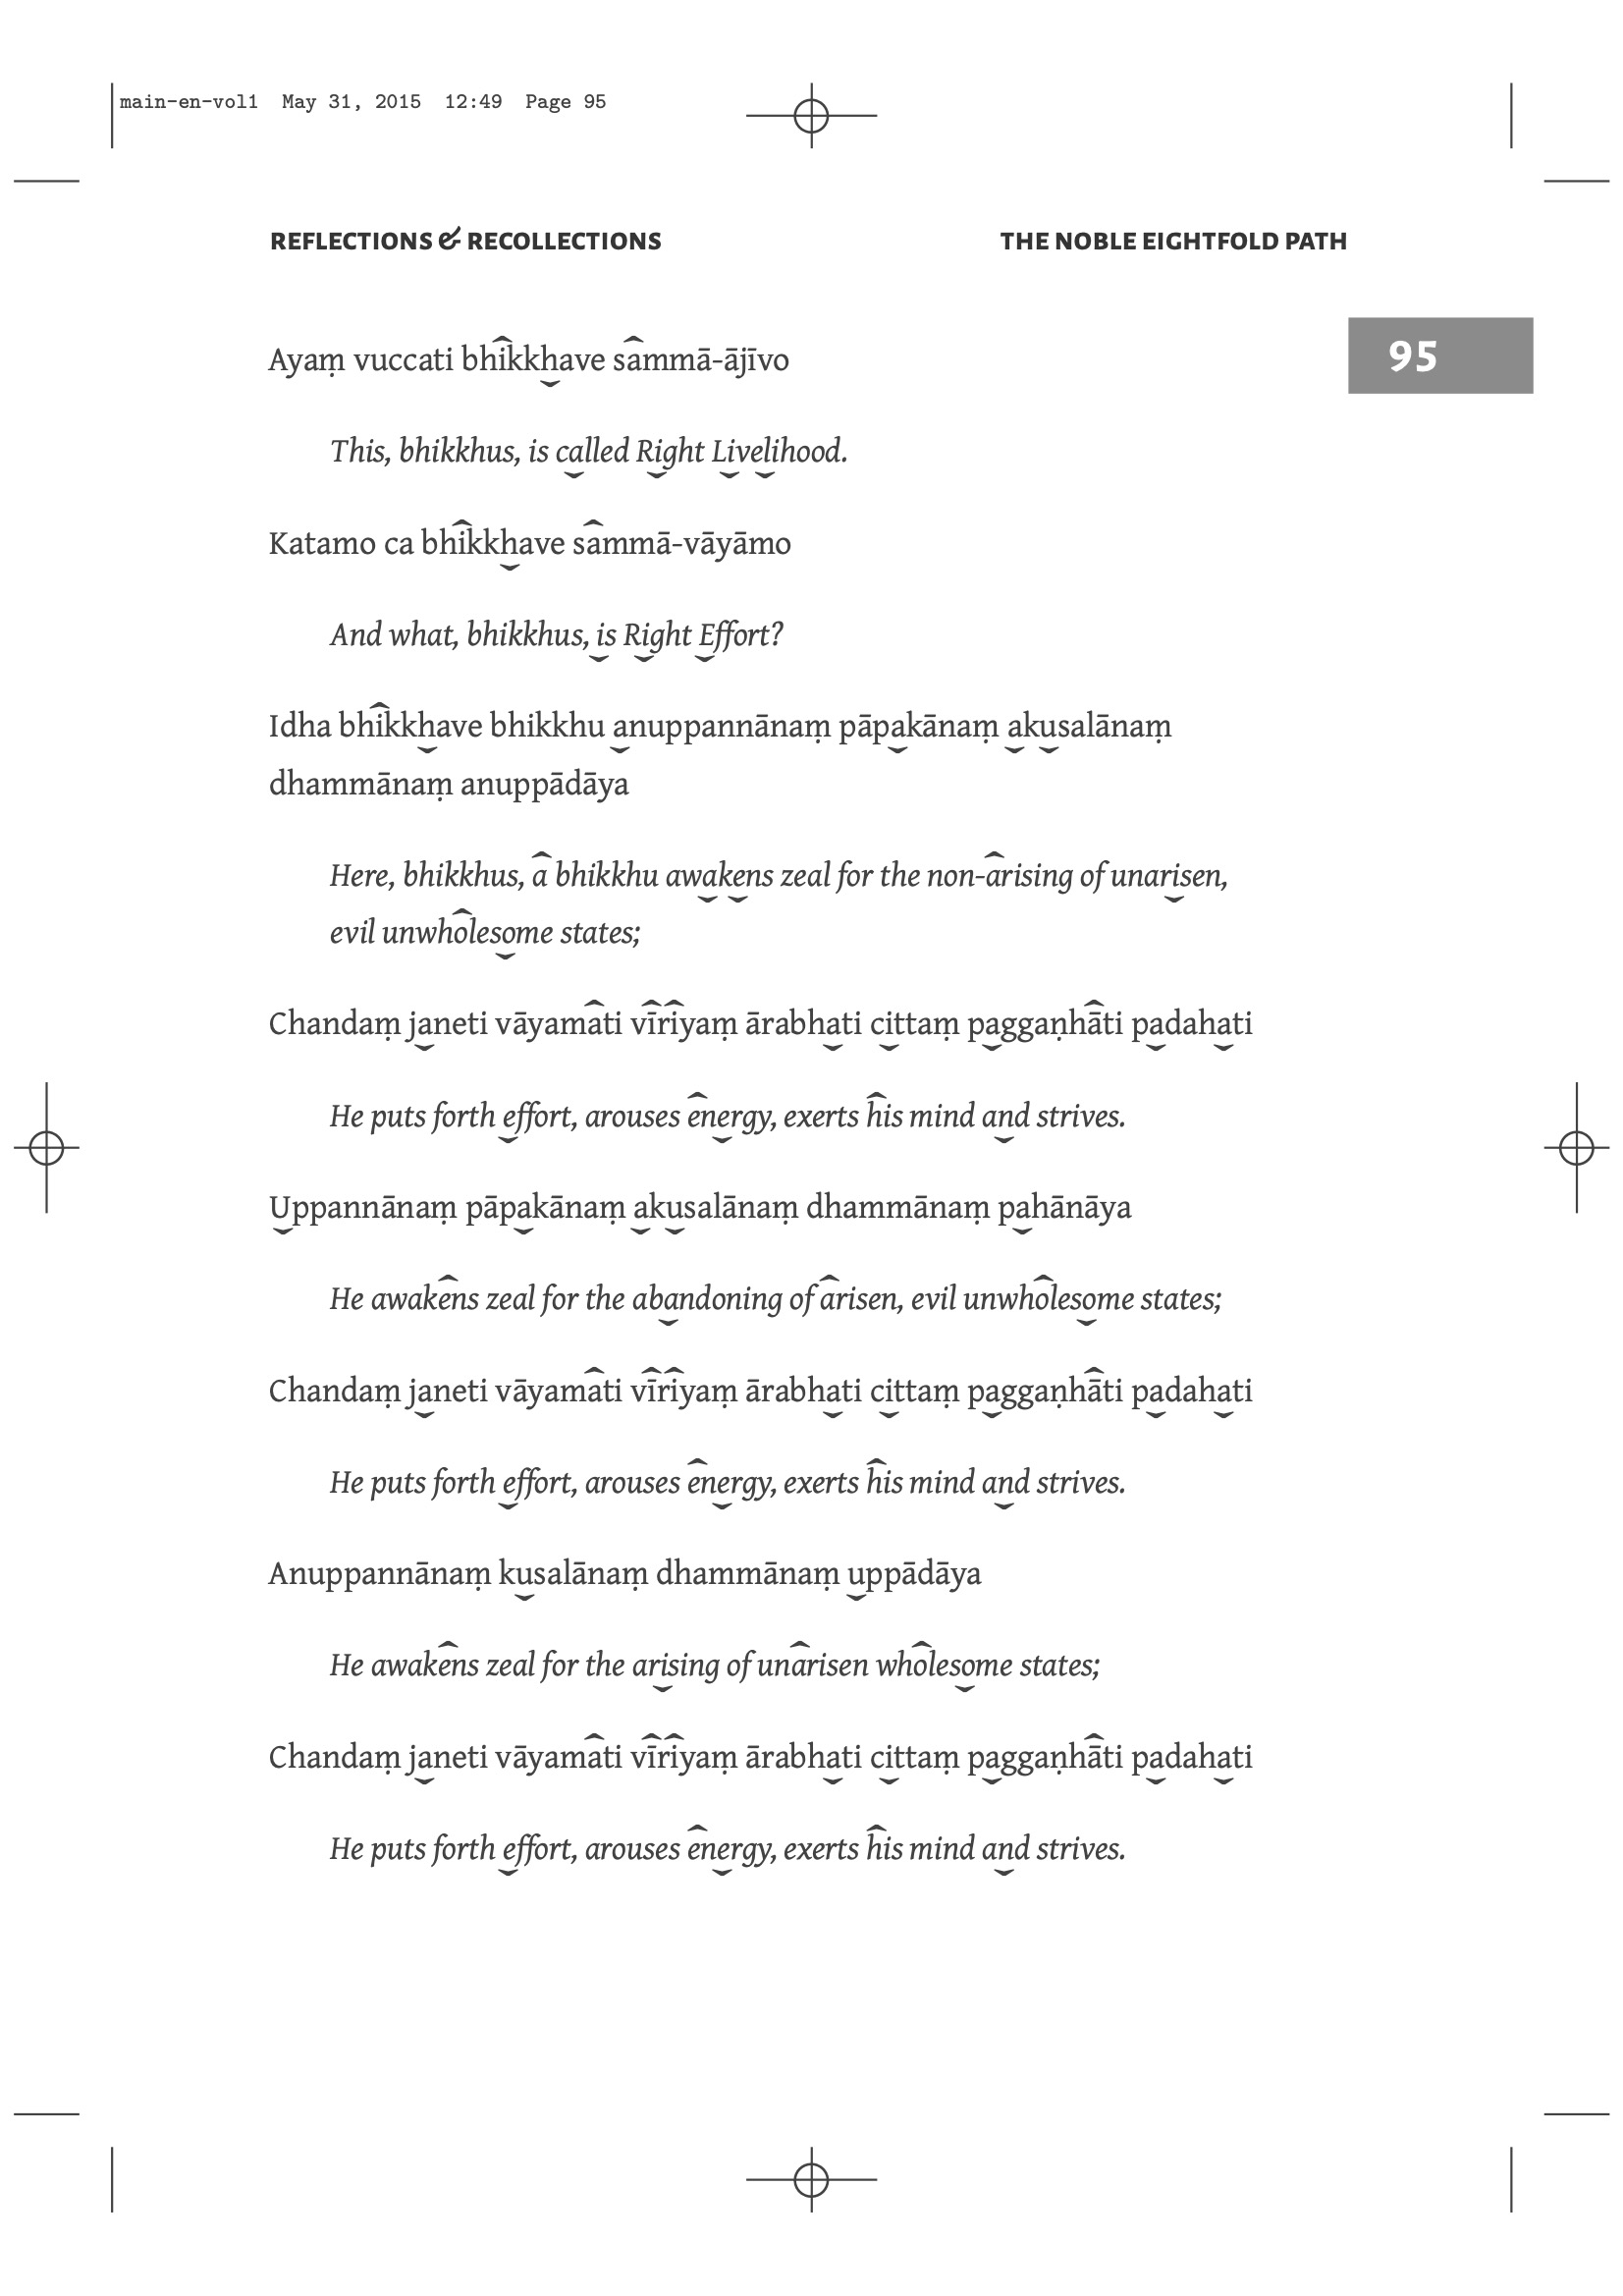 main-en-vol1 May 31, 2015 12:49 Page 95
REFLECTIONS & RECOLLECTIONS THE NOBLE EIGHTFOLD PATH
95
Ayaṃ vuccati bhikkhave sammā-ājīvo
This, bhikkhus, is called Right Livelihood.
Katamo ca bhikkhave sammā-vāyāmo
And what, bhikkhus, is Right Effort?
Idha bhikkhave bhikkhu anuppannānaṃ pāpakānaṃ akusalānaṃ
dhammānaṃ anuppādāya
Here, bhikkhus, a bhikkhu awakens zeal for the non-arising of unarisen,
evil unwholesome states;
Chandaṃ janeti vāyamati vīriyaṃ ārabhati cittaṃ paggaṇhāti padahati
He puts forth effort, arouses energy, exerts his mind and strives.
Uppannānaṃ pāpakānaṃ akusalānaṃ dhammānaṃ pahānāya
He awakens zeal for the abandoning of arisen, evil unwholesome states;
Chandaṃ janeti vāyamati vīriyaṃ ārabhati cittaṃ paggaṇhāti padahati
He puts forth effort, arouses energy, exerts his mind and strives.
Anuppannānaṃ kusalānaṃ dhammānaṃ uppādāya
He awakens zeal for the arising of unarisen wholesome states;
Chandaṃ janeti vāyamati vīriyaṃ ārabhati cittaṃ paggaṇhāti padahati
He puts forth effort, arouses energy, exerts his mind and strives.